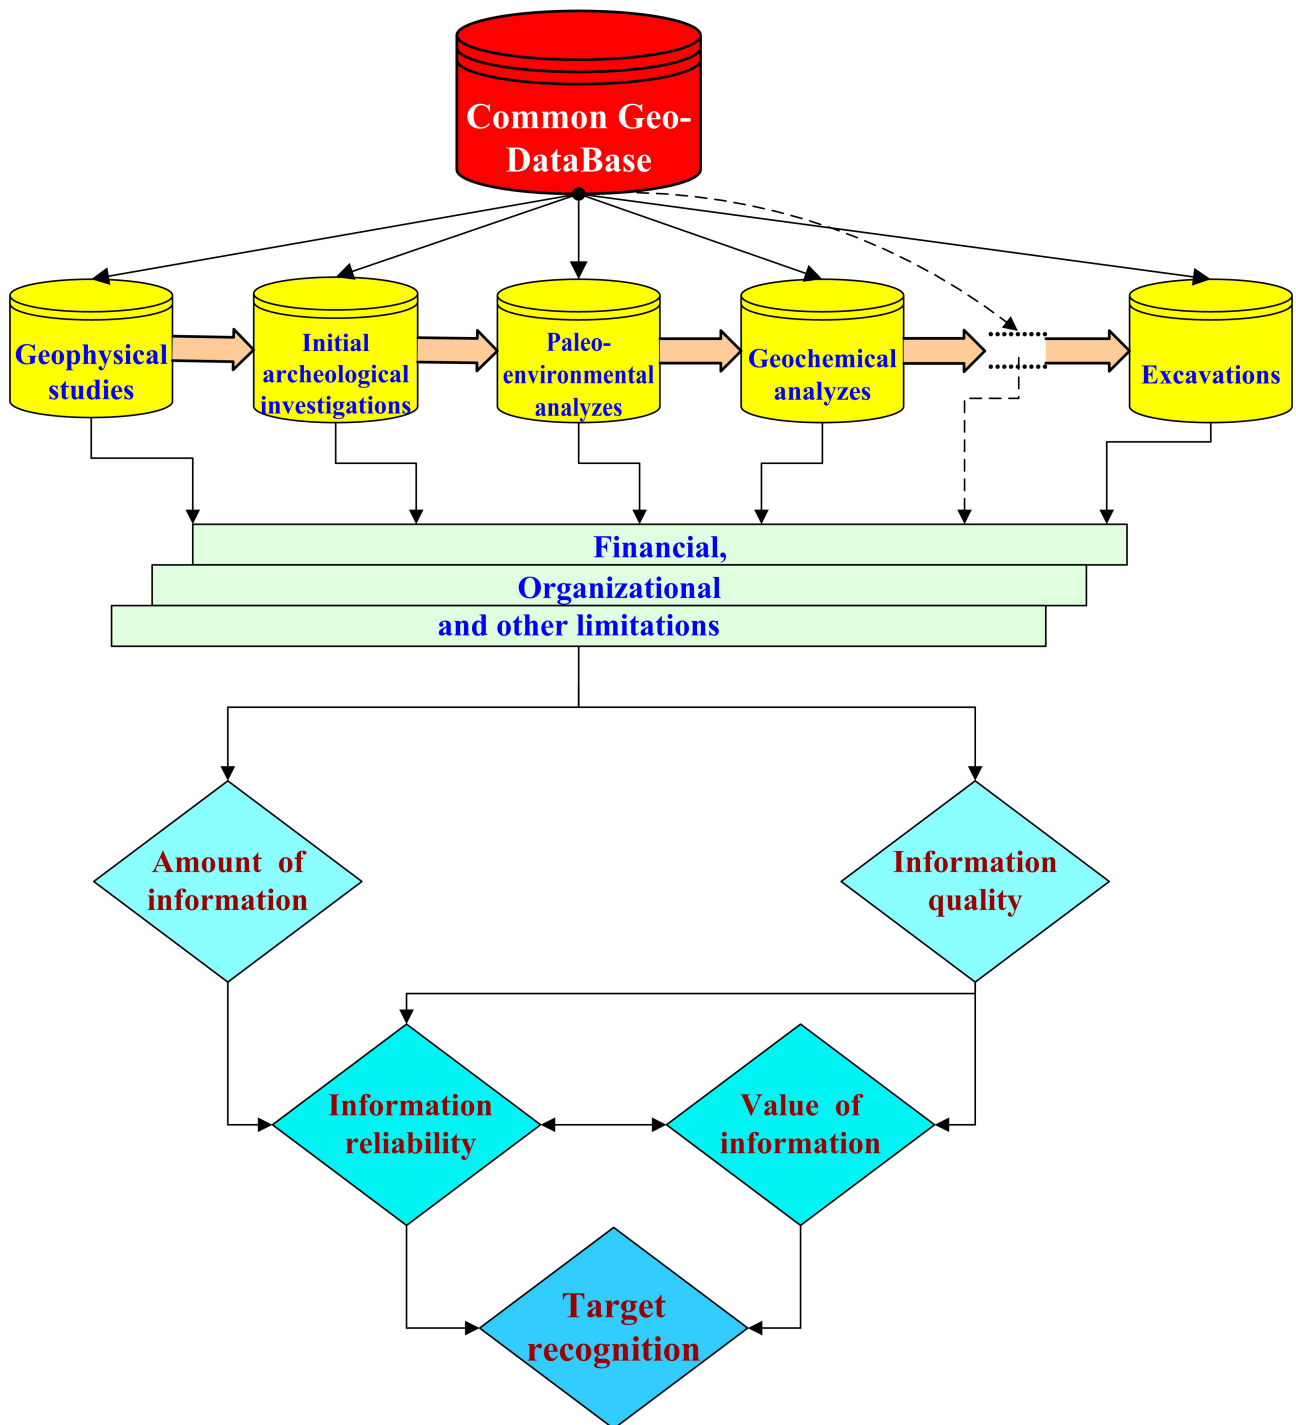 Common Geo-
DataBase
Geophysical
studies
Initial
archeological
investigations
Paleo-
environmental
analyzes
Geochemical
analyzes
Excavations
Financial,
Organizational
and other limitations
Amount of
information
Information
quality
Information
reliability
Value of
information
Target
recognition